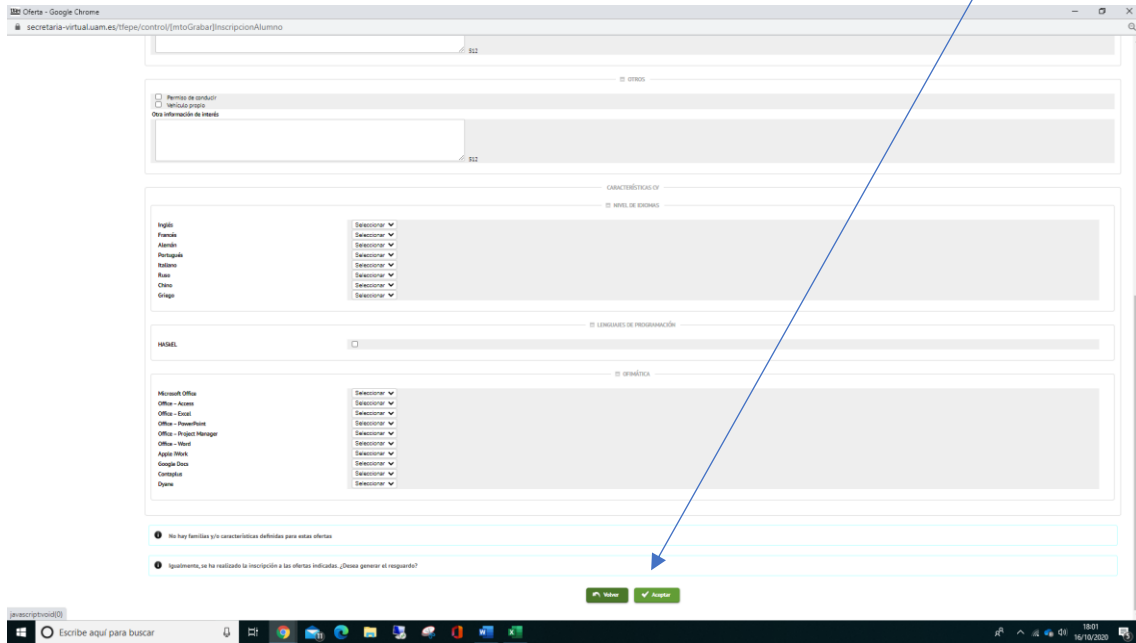 Oferta - Google Chrome
secretaria-virtual.uam.es/tfepe/control/[mtoGrabar]InscripcionAlumno
512
OTROS
Permiso de conducir
Vehículo propio
Otra información de interés
512
CARACTERÍSTICAS CV
NIVEL DE IDIOMAS
Inglés Seleccionar
Francés Seleccionar
Alemán Seleccionar
Portugués Seleccionar
Italiano Seleccionar
Ruso Seleccionar
Chino Seleccionar
Griego Seleccionar
LENGUAJES DE PROGRAMACIÓN
HASkEL
OFIMÁTICA
Microsoft Office Seleccionar
Office - Access Seleccionar
Office - Excel Seleccionar
Office - PowerPoint Seleccionar
Office - Project Manager Seleccionar
Office - Word Seleccionar
Apple iWork Seleccionar
Google Docs Seleccionar
Contaplus Seleccionar
Dyane Seleccionar
No hay familias y/o características definidas para estas ofertas
Igualmente, se ha realizado la inscripción a las ofertas indicadas. ¿Desea generar el resguardo?
Volver Aceptar
javascript:void(0)
Escribe aquí para buscar
18:01
16/10/2020